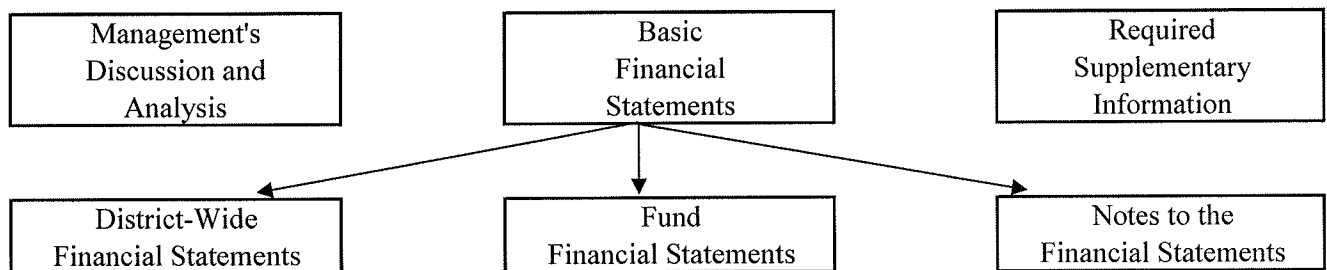 Management's
Discussion and
Analysis
Basic
Financial
Statements
Required
Supplementary
Information
District-Wide
Financial Statements
Fund
Financial Statements
Notes to the
Financial Statements